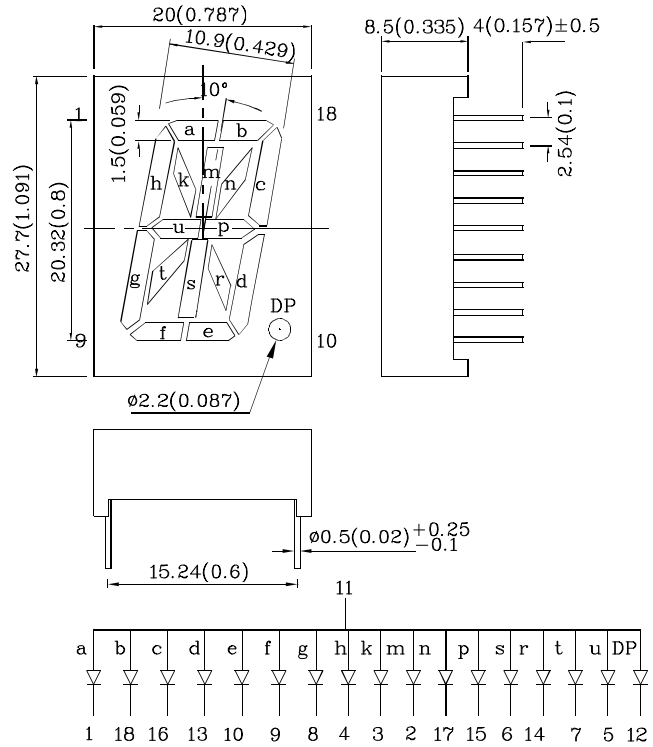 20(0.787)
8.5(0.335) 4(0.157)±0.5
10.9(0.429)
10°
1 18
1.5(0.059)
2.54(0.1)
a b
m
h k n c
27.7(1.091)
20.32(0.8)
u p
g t s r d
DP
f e
9 10
ø2.2(0.087)
ø0.5(0.02) +0.25 −0.1
15.24(0.6)
11
a b c d e f g h k m n p s r t u DP
1 18 16 13 10 9 8 4 3 2 17 15 6 14 7 5 12